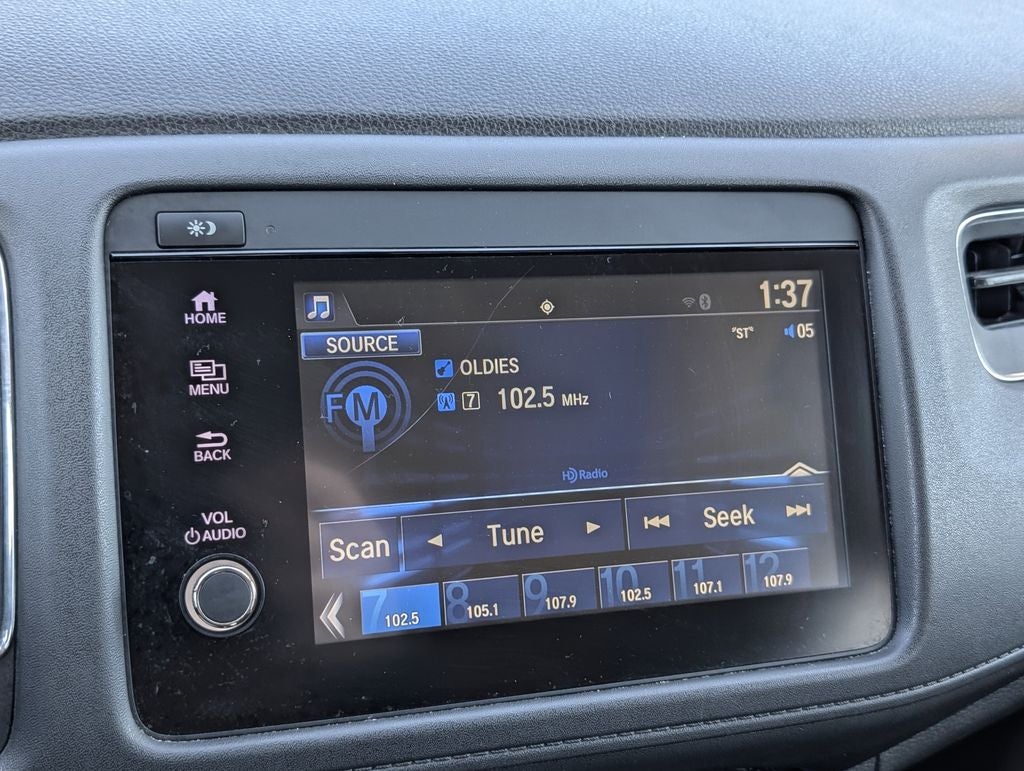 HOME
MENU
BACK
VOL
AUDIO
1:37
"ST"
05
SOURCE
FM
OLDIES
7 102.5 MHz
HD Radio
Scan Tune Seek
7 102.5
8 105.1
9 107.9
10 102.5
11 107.1
12 107.9